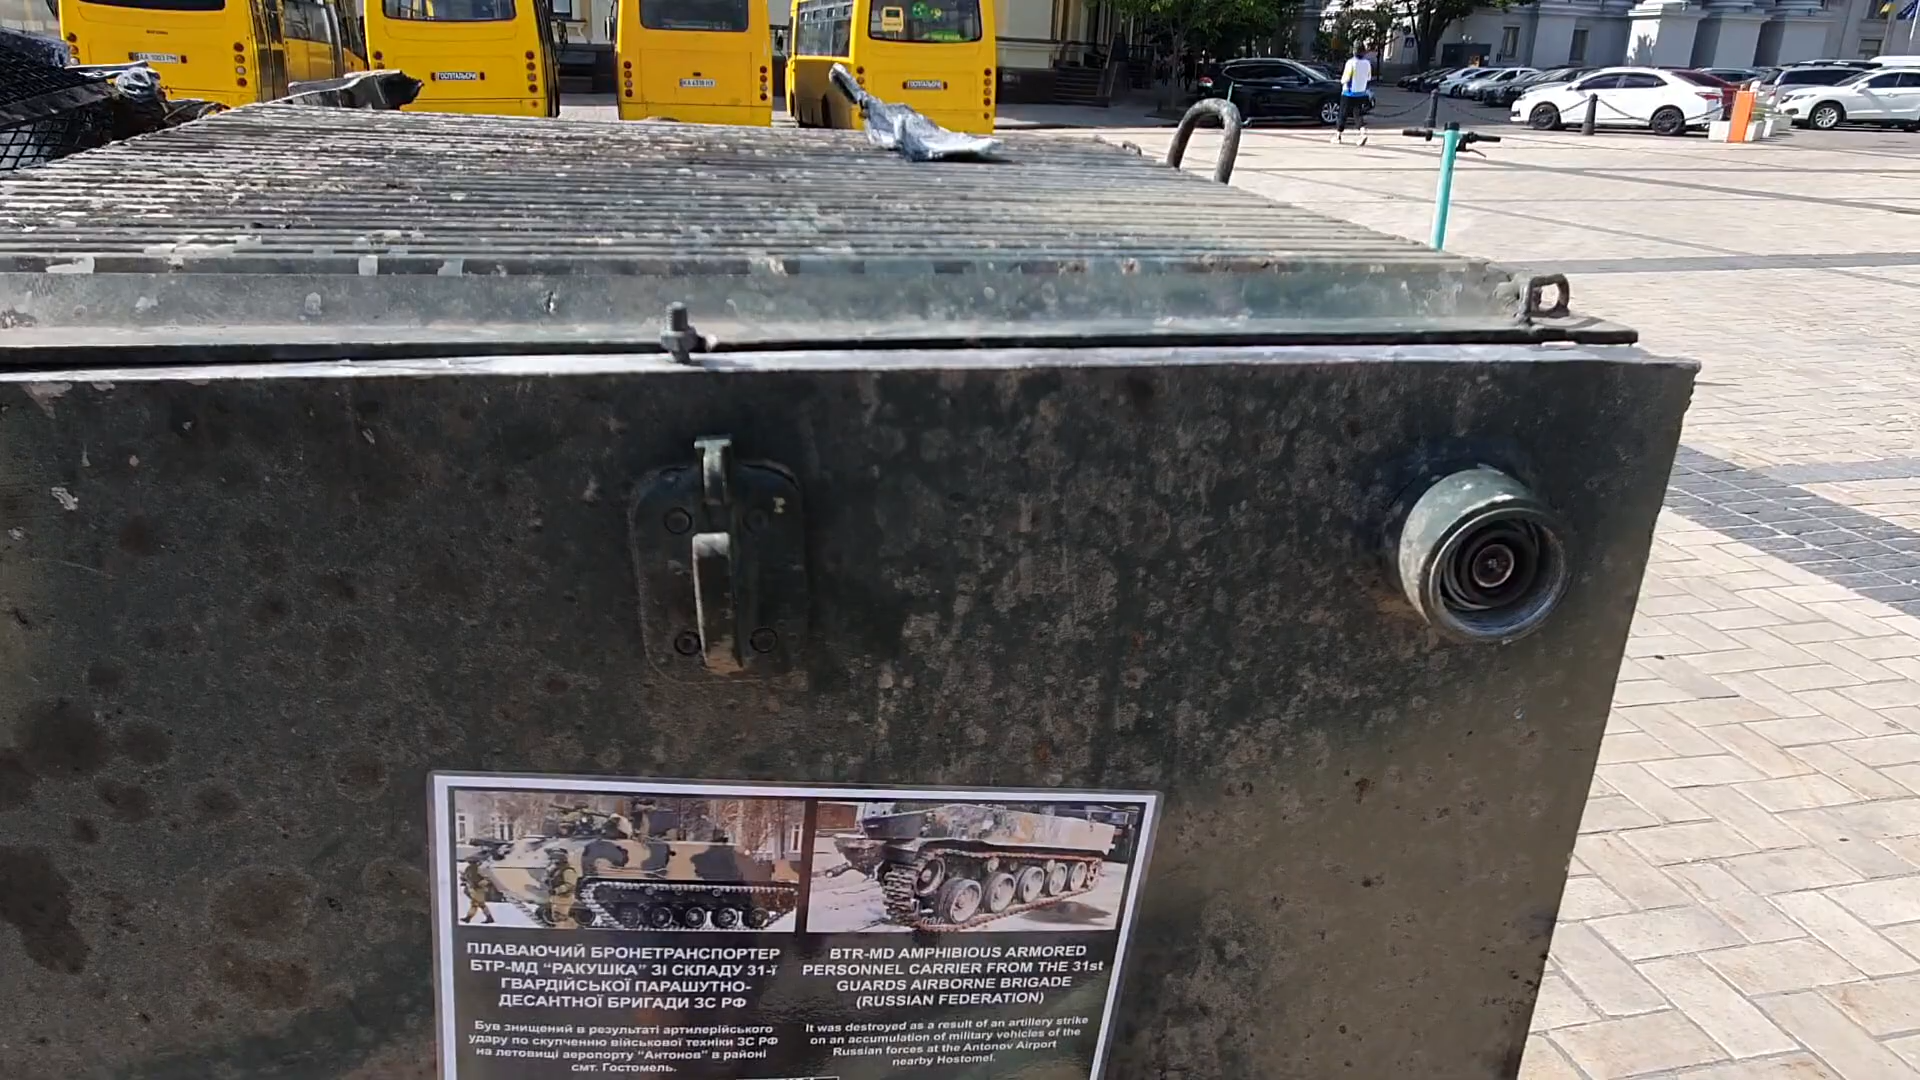 ГОСПІТАЛЬЄРИ
ПЛАВАЮЧИЙ БРОНЕТРАНСПОРТЕР
БТР-МД "РАКУШКА" ЗІ СКЛАДУ 31-ї
ГВАРДІЙСЬКОЇ ПАРАШУТНО-
ДЕСАНТНОЇ БРИГАДИ ЗС РФ
Був знищений в результаті артилерійського
удару по скупченню військової техніки ЗС РФ
на летовищі аеропорту "Антонов" в районі
смт. Гостомель.
BTR-MD AMPHIBIOUS ARMORED
PERSONNEL CARRIER FROM THE 31st
GUARDS AIRBORNE BRIGADE
(RUSSIAN FEDERATION)
It was destroyed as a result of an artillery strike
on an accumulation of military vehicles of the
Russian forces at the Antonov Airport
nearby Hostomel.